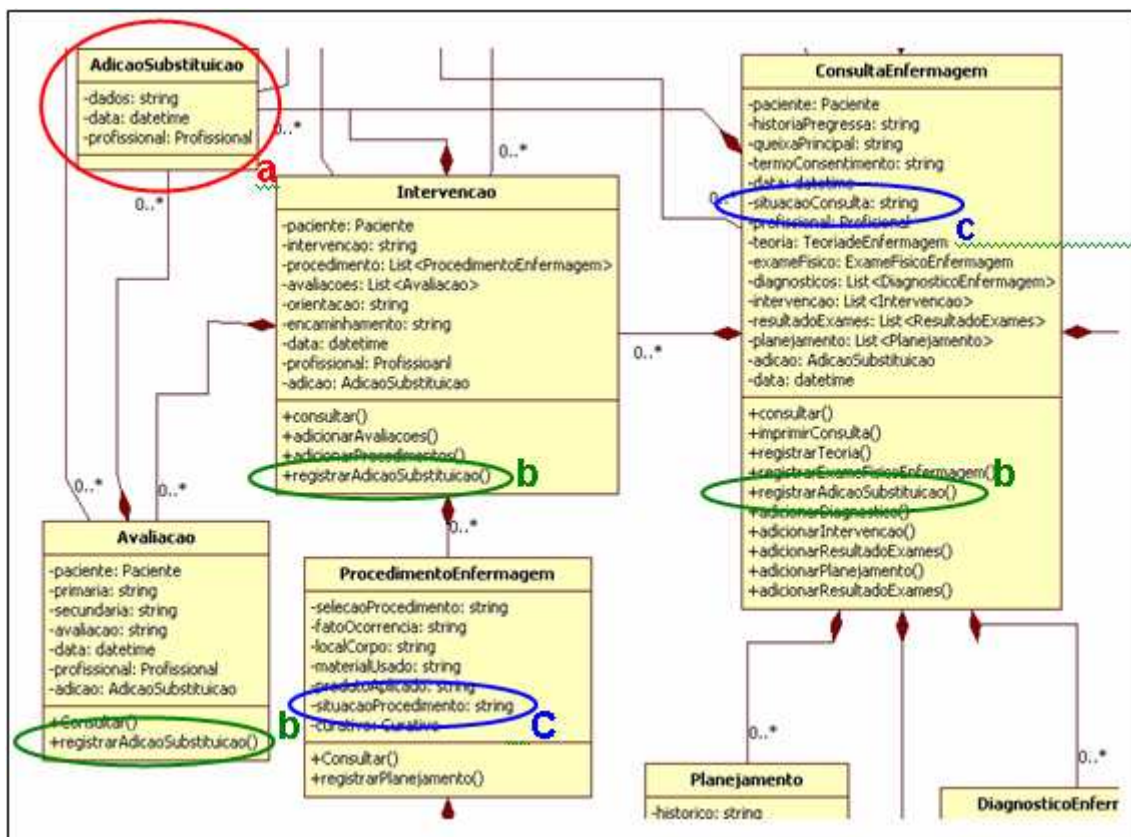 AdicaoSubstituicao
-dados: string
-data: datetime
-profissional: Profissional
a
0..*
0..*
Intervencao
-paciente: Paciente
-intervencao: string
-procedimento: List<ProcedimentoEnfermagem>
-avaliacoes: List<Avaliacao>
-orientacao: string
-encaminhamento: string
-data: datetime
-profissional: Profissioanl
-adicao: AdicaoSubstituicao
+consultar()
+adicionarAvaliacoes()
+adicionarProcedimentos()
+registrarAdicaoSubstituicao()
b
0..*
0..*
ConsultaEnfermagem
-paciente: Paciente
-historiaPregressa: string
-queixaPrincipal: string
-termoConsentimento: string
-data: datetime
-situacaoConsulta: string
-profissional: Profisional
c
-teoria: TeoriadeEnfermagem
-exameFisico: ExameFisicoEnfermagem
-diagnosticos: List<DiagnosticoEnfermagem>
-intervencao: List<Intervencao>
-resultadoExames: List<ResultadoExames>
-planejamento: List<Planejamento>
-adicao: AdicaoSubstituicao
-data: datetime
+consultar()
+imprimirConsulta()
+registrarTeoria()
+registrarExameFisicoEnfermagem()
+registrarAdicaoSubstituicao()
b
+adicionarDiagnostico()
+adicionarIntervencao()
+adicionarResultadoExames()
+adicionarPlanejamento()
+adicionarResultadoExames()
0..*
0..*
Avaliacao
-paciente: Paciente
-primaria: string
-secundaria: string
-avaliacao: string
-data: datetime
-profissional: Profissional
-adicao: AdicaoSubstituicao
+Consultar()
+registrarAdicaoSubstituicao()
b
0..*
ProcedimentoEnfermagem
-selecaoProcedimento: string
-fatoOcorrencia: string
-localCorpo: string
-materialUsado: string
-produtoAplicado: string
-situacaoProcedimento: string
-curativo: Curativo
C
+Consultar()
+registrarPlanejamento()
0..*
0..*
Planejamento
-historico: string
DiagnosticoEnferr